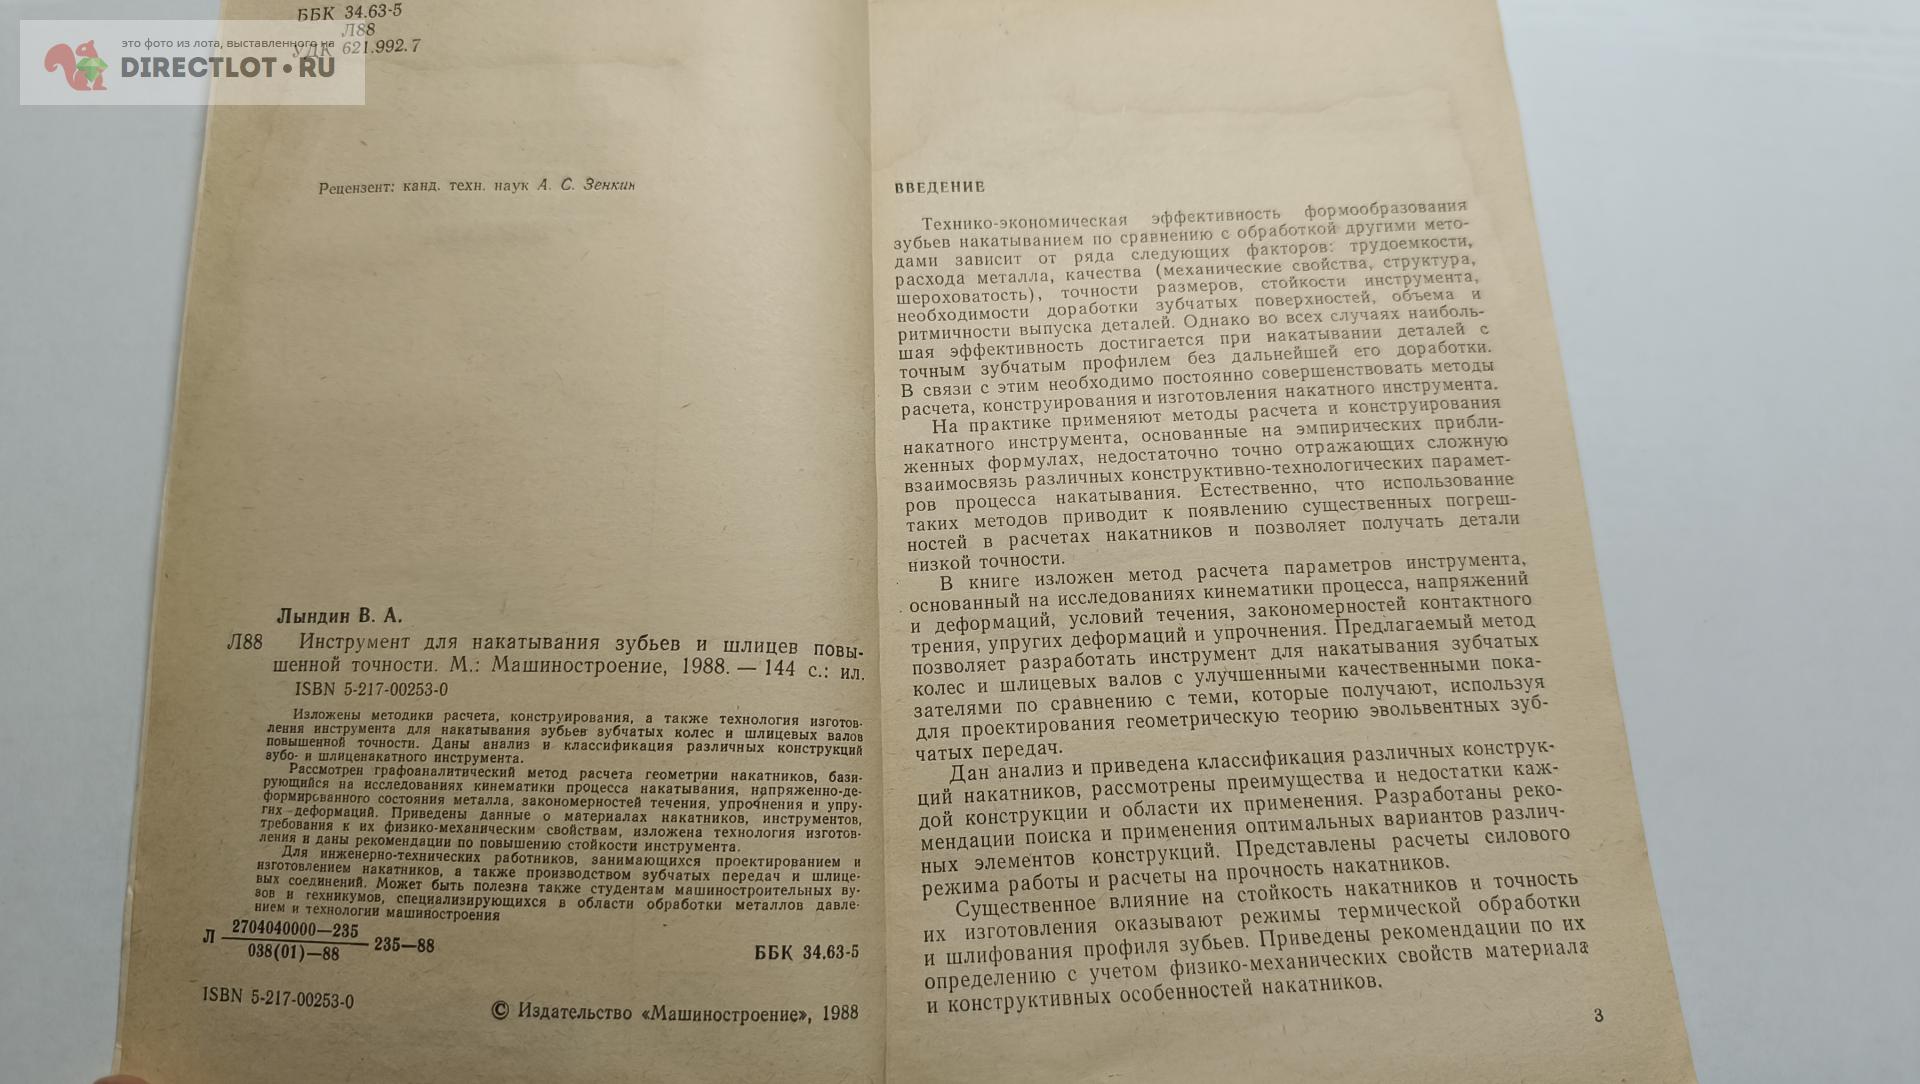 ББК 34.63-5
Л88
УДК 621.992.7
это фото из лота, выставленного на
DIRECTLOT.RU
Рецензент: канд. техн. наук А. С. Зенкин
Лындин В. А.
Л88 Инструмент для накатывания зубьев и шлицев повы-
шенной точности. М.: Машиностроение, 1988. — 144 с.: ил.
ISBN 5-217-00253-0
Изложены методики расчета, конструирования, а также технология изготов-
ления инструмента для накатывания зубьев зубчатых колес и шлицевых валов
повышенной точности. Даны анализ и классификация различных конструкций
зубо- и шлиценакатного инструмента.
Рассмотрен графоаналитический метод расчета геометрии накатников, бази-
рующийся на исследованиях кинематики процесса накатывания, напряженно-де-
формированного состояния металла, закономерностей течения, упрочнения и упру-
гих деформаций. Приведены данные о материалах накатников, инструментов,
требования к их физико-механическим свойствам, изложена технология изготов-
ления и даны рекомендации по повышению стойкости инструмента.
Для инженерно-технических работников, занимающихся проектированием и
изготовлением накатников, а также производством зубчатых передач и шлице-
вых соединений. Может быть полезна также студентам машиностроительных ву-
зов и техникумов, специализирующихся в области обработки металлов давле-
нием и технологии машиностроения
Л 2704040000—235
038(01)—88 235—88
ББК 34.63-5
ISBN 5-217-00253-0
© Издательство «Машиностроение», 1988
ВВЕДЕНИЕ
Технико-экономическая эффективность формообразования
зубьев накатыванием по сравнению с обработкой другими мето-
дами зависит от ряда следующих факторов: трудоемкости,
расхода металла, качества (механические свойства, структура,
шероховатость), точности размеров, стойкости инструмента,
необходимости доработки зубчатых поверхностей, объема и
ритмичности выпуска деталей. Однако во всех случаях наиболь-
шая эффективность достигается при накатывании деталей с
точным зубчатым профилем без дальнейшей его доработки.
В связи с этим необходимо постоянно совершенствовать методы
расчета, конструирования и изготовления накатного инструмента.
На практике применяют методы расчета и конструирования
накатного инструмента, основанные на эмпирических прибли-
женных формулах, недостаточно точно отражающих сложную
взаимосвязь различных конструктивно-технологических парамет-
ров процесса накатывания. Естественно, что использование
таких методов приводит к появлению существенных погреш-
ностей в расчетах накатников и позволяет получать детали
низкой точности.
В книге изложен метод расчета параметров инструмента,
основанный на исследованиях кинематики процесса, напряжений
и деформаций, условий течения, закономерностей контактного
трения, упругих деформаций и упрочнения. Предлагаемый метод
позволяет разработать инструмент для накатывания зубчатых
колес и шлицевых валов с улучшенными качественными пока-
зателями по сравнению с теми, которые получают, используя
для проектирования геометрическую теорию эвольвентных зуб-
чатых передач.
Дан анализ и приведена классификация различных конструк-
ций накатников, рассмотрены преимущества и недостатки каж-
дой конструкции и области их применения. Разработаны реко-
мендации поиска и применения оптимальных вариантов различ-
ных элементов конструкций. Представлены расчеты силового
режима работы и расчеты на прочность накатников.
Существенное влияние на стойкость накатников и точность
их изготовления оказывают режимы термической обработки
и шлифования профиля зубьев. Приведены рекомендации по их
определению с учетом физико-механических свойств материала
и конструктивных особенностей накатников.
3